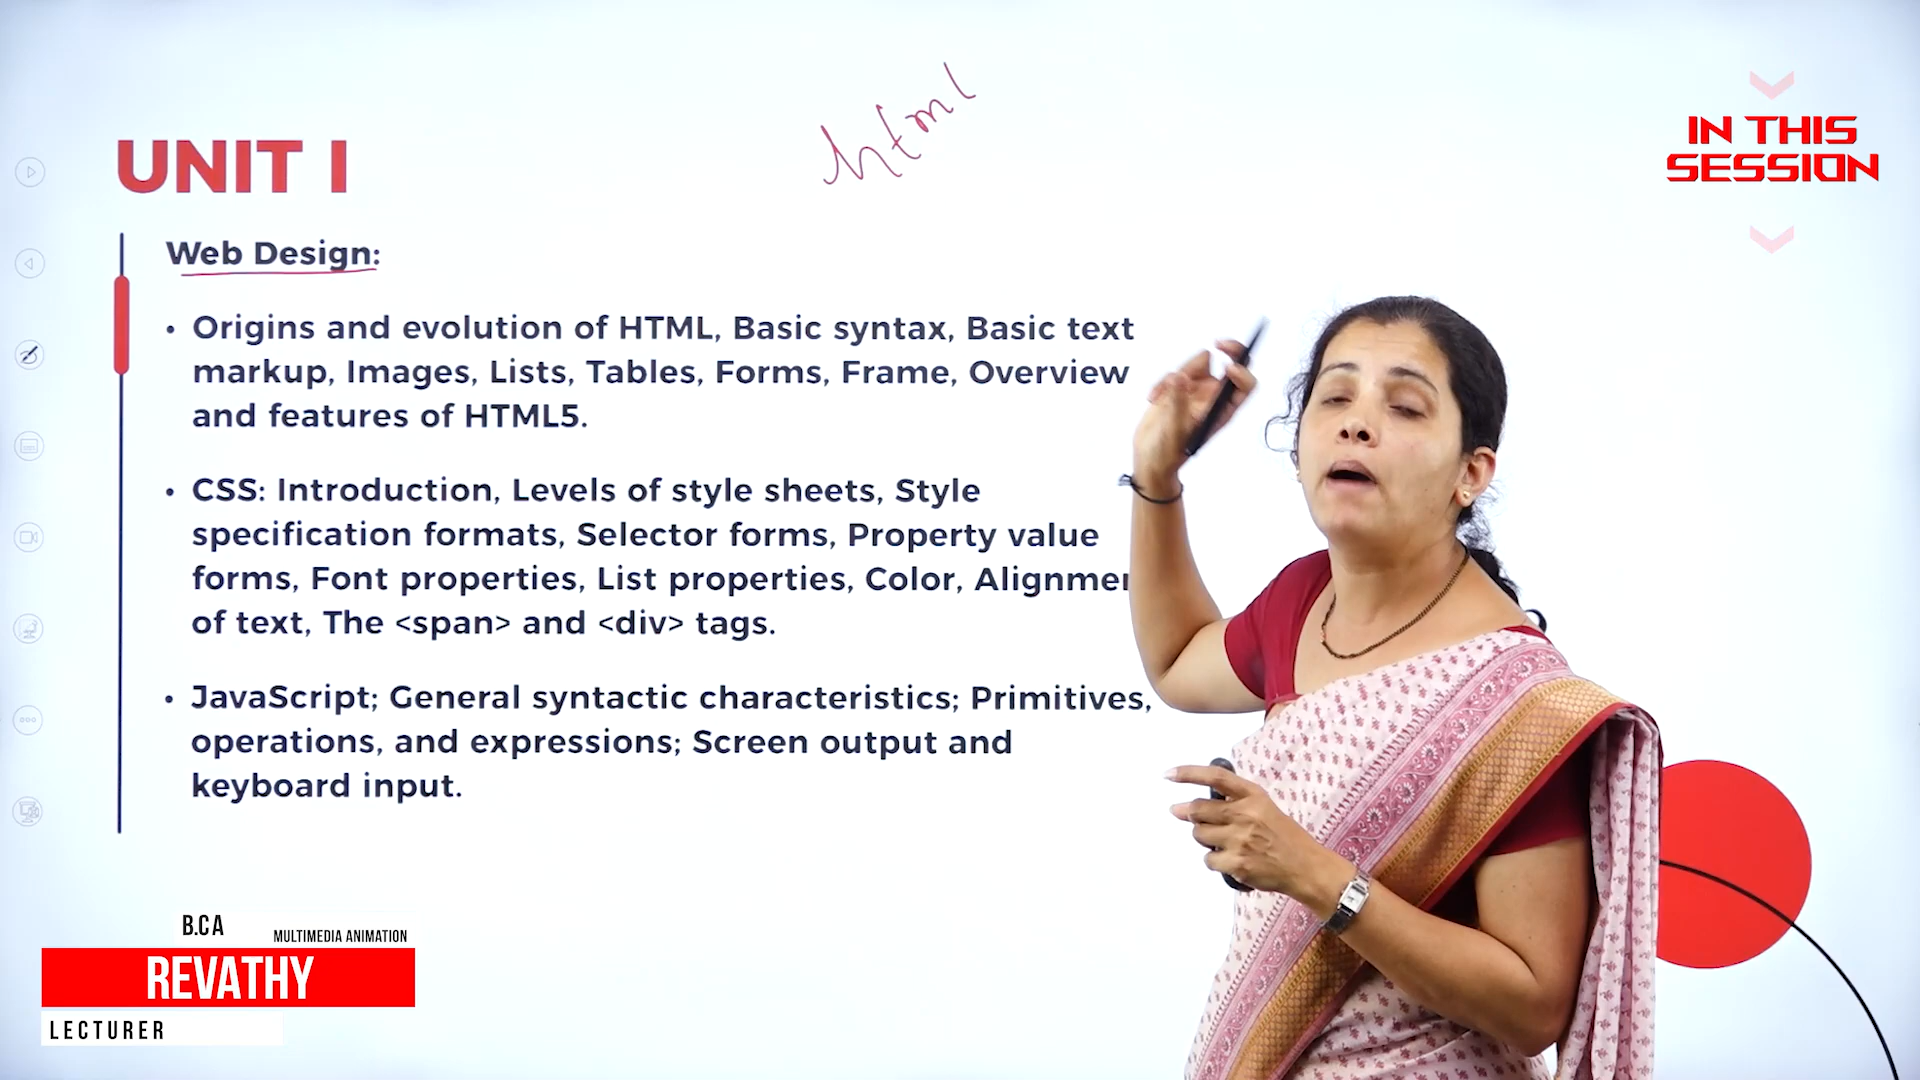 html
IN THIS
SESSION
UNIT I
Web Design:
• Origins and evolution of HTML, Basic syntax, Basic text
markup, Images, Lists, Tables, Forms, Frame, Overview
and features of HTML5.
• CSS: Introduction, Levels of style sheets, Style
specification formats, Selector forms, Property value
forms, Font properties, List properties, Color, Alignmen
of text, The <span> and <div> tags.
• JavaScript; General syntactic characteristics; Primitives,
operations, and expressions; Screen output and
keyboard input.
B.CA
MULTIMEDIA ANIMATION
REVATHY
LECTURER